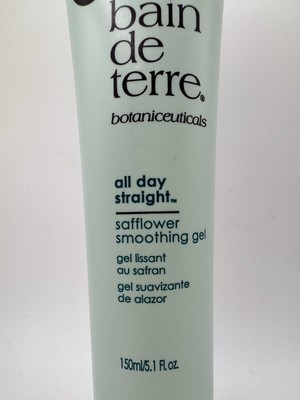 bain
de
terre®
botaniceuticals
all day
straight™
safflower
smoothing gel
gel lissant
au safran
gel suavizante
de alazor
150ml/5.1 Fl. oz.